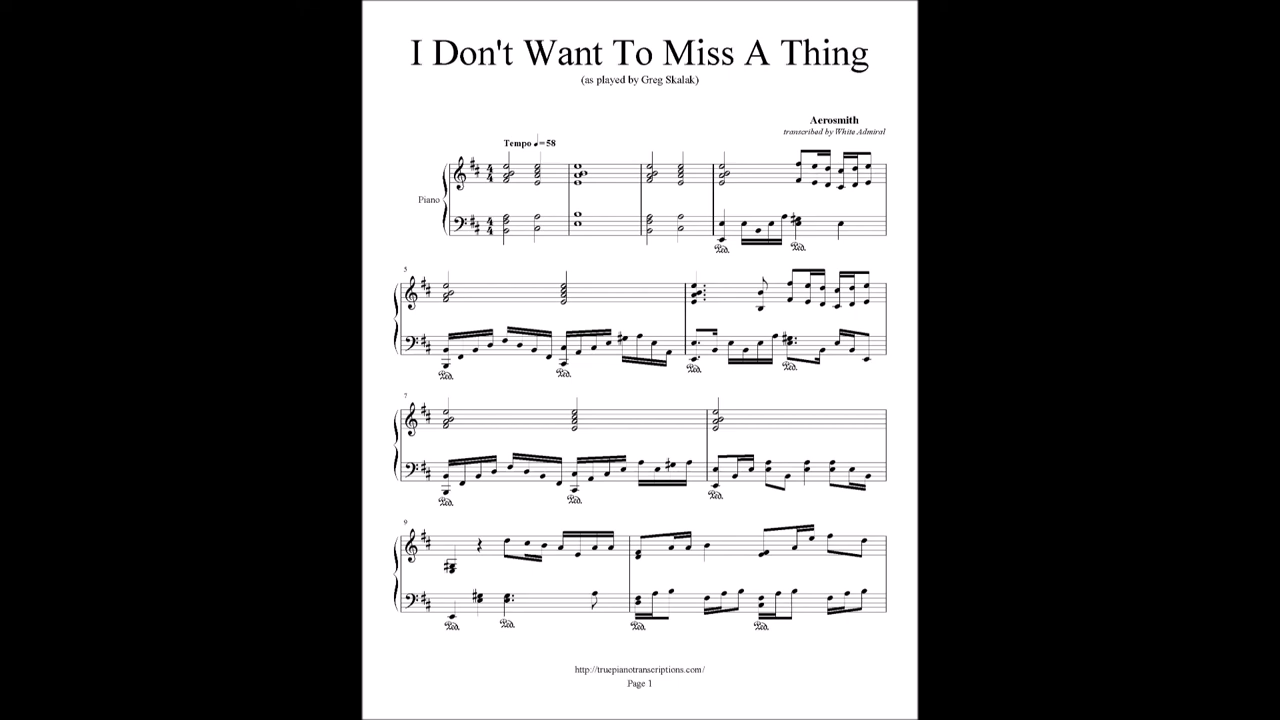 I Don't Want To Miss A Thing
(as played by Greg Skalak)
Aerosmith
transcribed by White Admiral
Tempo ♩=58
Piano
5
7
9
http://truepianotranscriptions.com/
Page 1